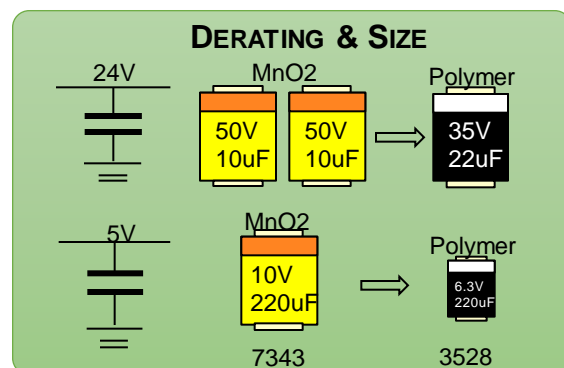 DERATING & SIZE
24V
MnO2
Polymer
50V
10uF
50V
10uF
35V
22uF
5V
MnO2
Polymer
10V
220uF
6.3V
220uF
7343
3528